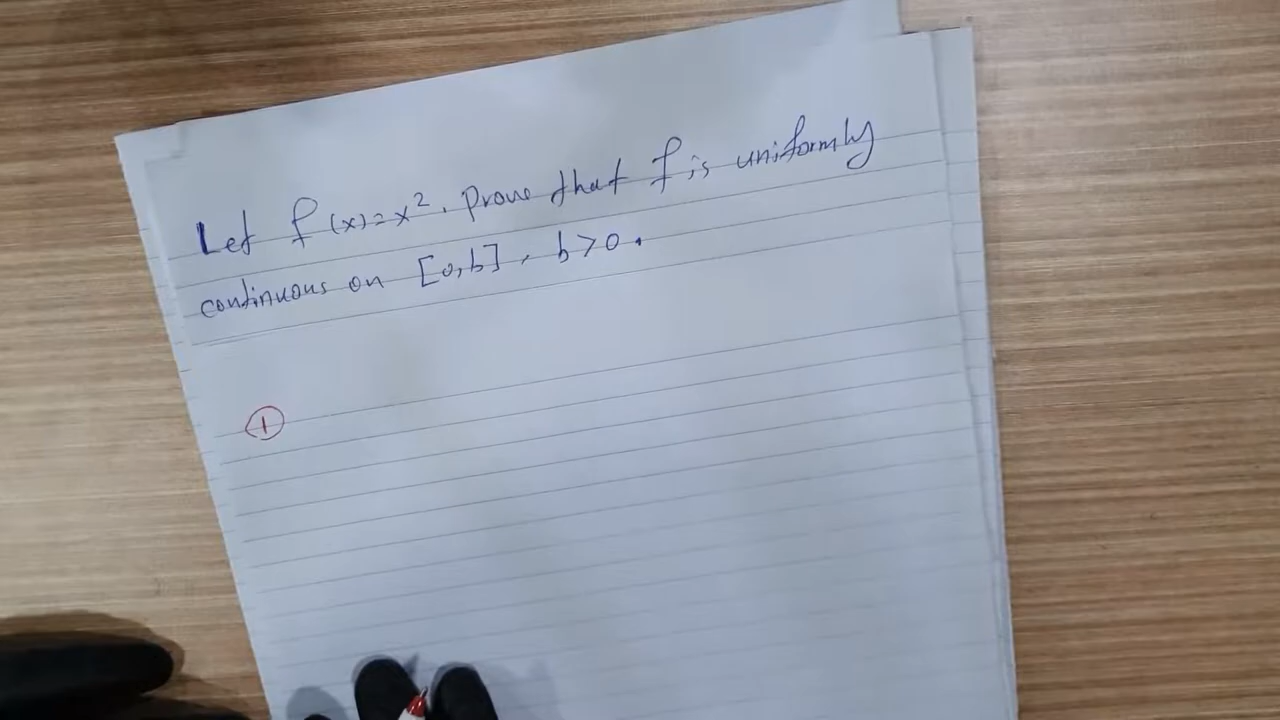 Let f(x)=x². Prove that f is uniformly
continuous on [0,b], b>0.
①